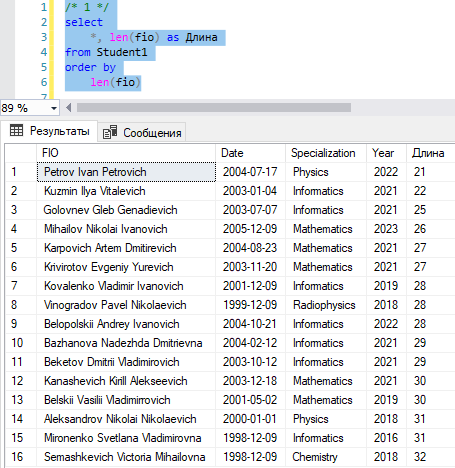 1 /* 1 */
2 select
3 *, len(fio) as Длина
4 from Student1
5 order by
6 len(fio)
7
89 %
Результаты Сообщения
FIO Date Specialization Year Длина
1 Petrov Ivan Petrovich 2004-07-17 Physics 2022 21
2 Kuzmin Ilya Vitalevich 2003-01-04 Informatics 2021 22
3 Golovnev Gleb Genadievich 2003-07-07 Informatics 2021 25
4 Mihailov Nikolai Ivanovich 2005-12-09 Mathematics 2023 26
5 Karpovich Artem Dmitirevich 2004-08-23 Mathematics 2021 27
6 Krivirotov Evgeniy Yurevich 2003-11-20 Mathematics 2021 27
7 Kovalenko Vladimir Ivanovich 2001-12-09 Informatics 2019 28
8 Vinogradov Pavel Nikolaevich 1999-12-09 Radiophysics 2018 28
9 Belopolskii Andrey Ivanovich 2004-10-21 Informatics 2022 28
10 Bazhanova Nadezhda Dmitrievna 2004-02-12 Informatics 2021 29
11 Beketov Dmitrii Vladimirovich 2003-10-12 Informatics 2021 29
12 Kanashevich Kirill Alekseevich 2003-12-18 Mathematics 2021 30
13 Belskii Vasilii Vladimirrovich 2001-05-02 Mathematics 2019 30
14 Aleksandrov Nikolai Nikolaevich 2000-01-01 Physics 2018 31
15 Mironenko Svetlana Vladimirovna 1998-12-09 Informatics 2016 31
16 Semashkevich Victoria Mihailovna 1998-12-09 Chemistry 2018 32